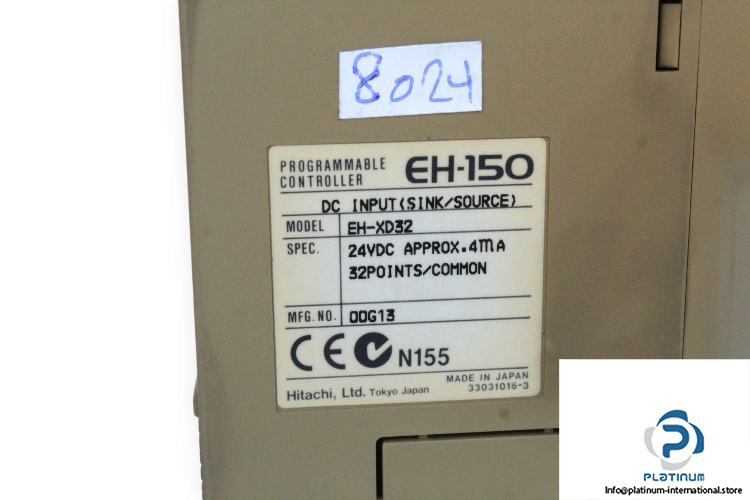 8024
PROGRAMMABLE
CONTROLLER
EH-150
DC INPUT(SINK/SOURCE)
MODEL EH-XD32
SPEC. 24VDC APPROX.4mA
32POINTS/COMMON
MFG.NO. 00G13
CE N155
MADE IN JAPAN
Hitachi, Ltd. Tokyo Japan 33031016-3
PLATINUM
Info@platinum-international.store